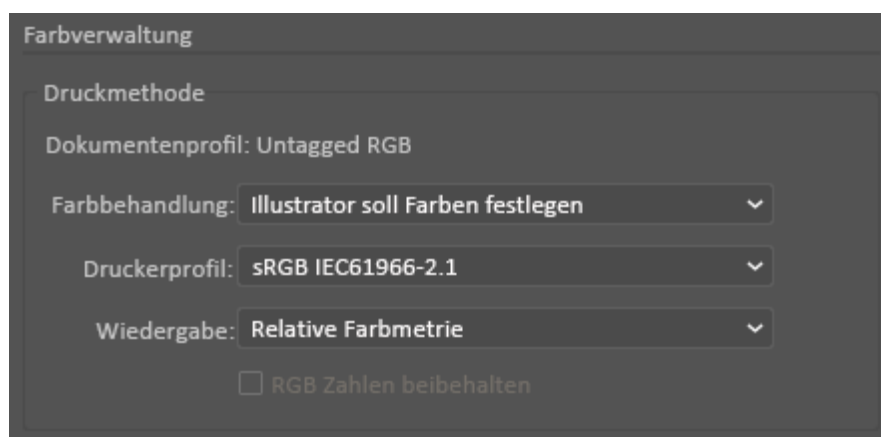 Farbverwaltung
Druckmethode
Dokumentenprofil: Untagged RGB
Farbbehandlung: Illustrator soll Farben festlegen
Druckerprofil: sRGB IEC61966-2.1
Wiedergabe: Relative Farbmetrie
RGB Zahlen beibehalten